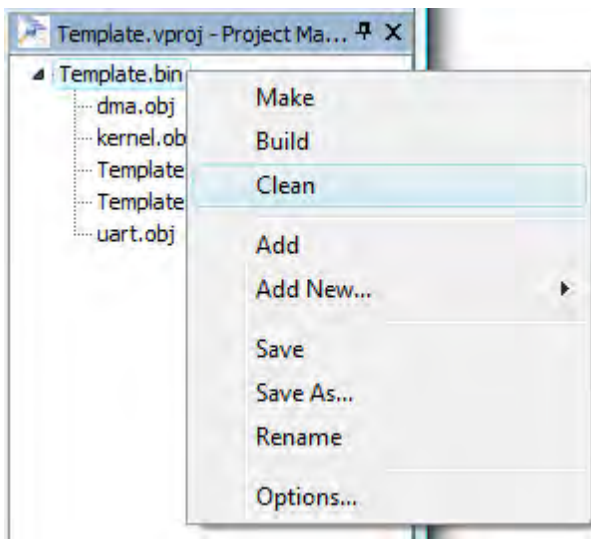 Template.vproj - Project Ma...
Template.bin
dma.obj
kernel.ob
Template
Template
uart.obj
Make
Build
Clean
Add
Add New...
Save
Save As...
Rename
Options...